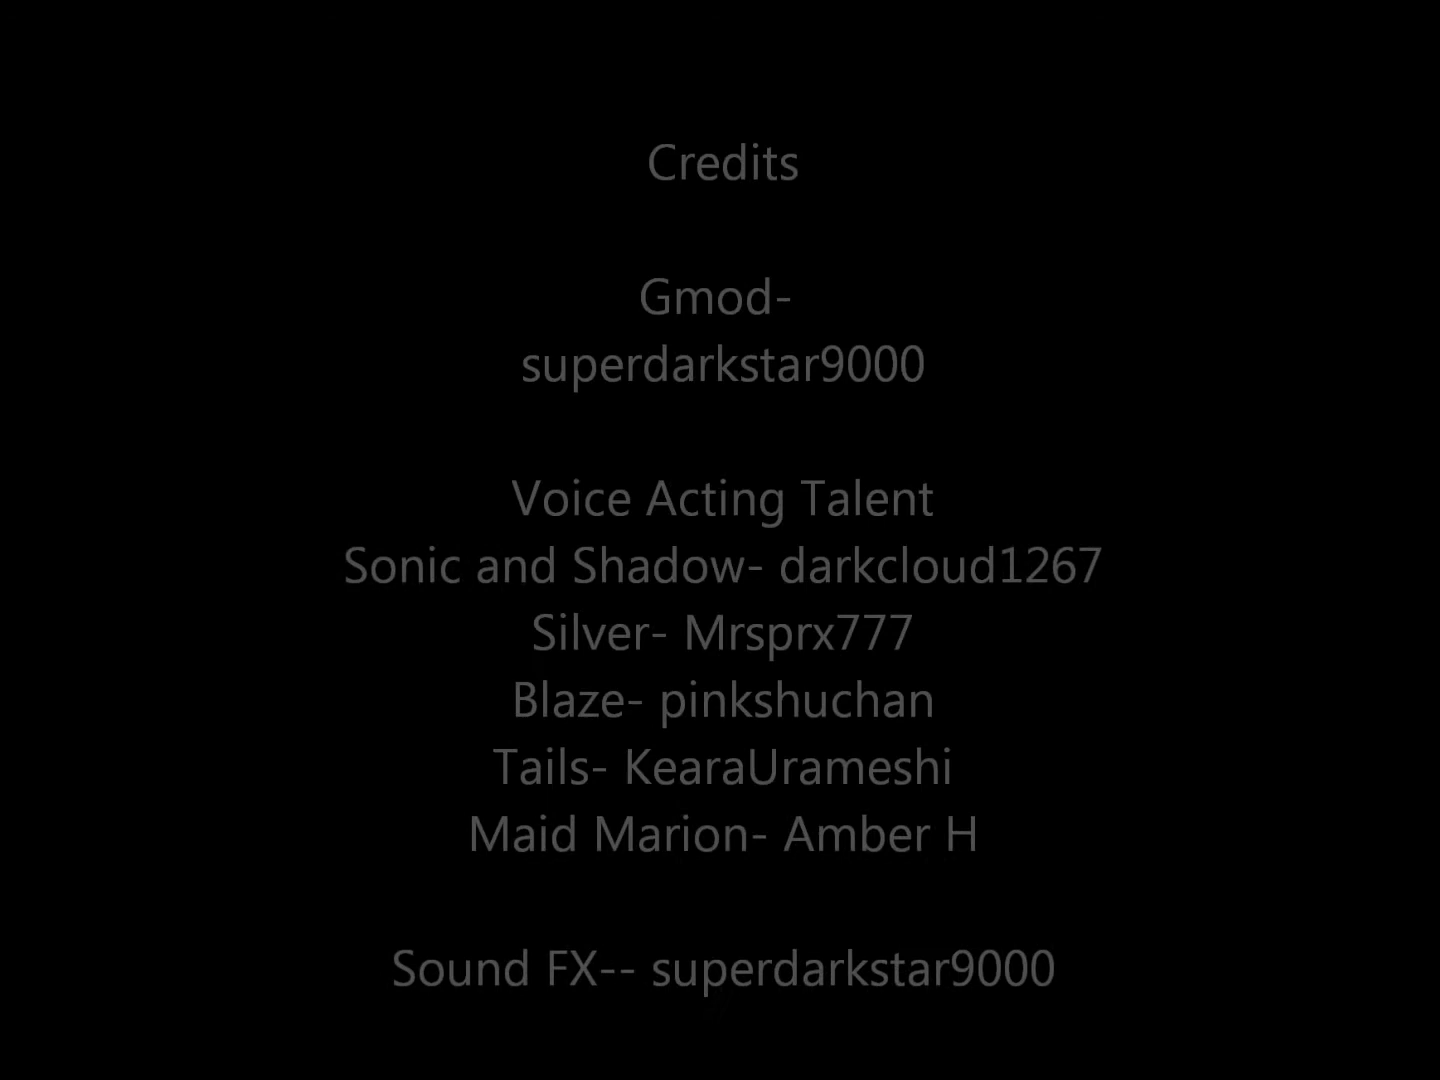 Credits
Gmod-
superdarkstar9000
Voice Acting Talent
Sonic and Shadow- darkcloud1267
Silver- Mrsprx777
Blaze- pinkshuchan
Tails- KearaUrameshi
Maid Marion- Amber H
Sound FX-- superdarkstar9000